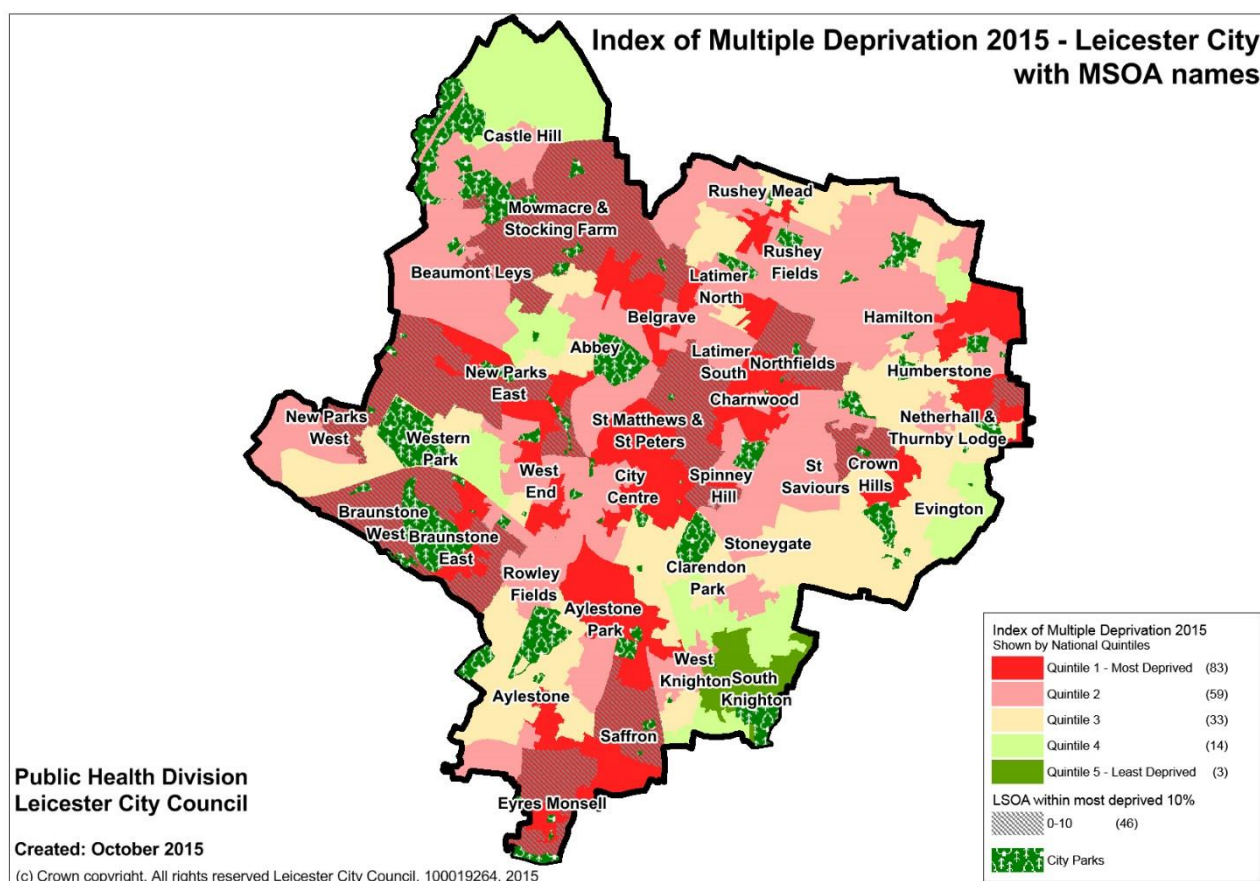 Index of Multiple Deprivation 2015 - Leicester City
with MSOA names
Castle Hill
Rushey Mead
Mowmacre &
Stocking Farm
Rushey
Fields
Beaumont Leys
Latimer
North
Hamilton
Belgrave
Abbey
Latimer
South
Northfields
Humberstone
New Parks
East
Charnwood
New Parks
West
St Matthews &
St Peters
Netherhall &
Thurnby Lodge
Western
Park
West
End
City
Centre
Spinney
Hill
St
Saviours
Crown
Hills
Evington
Braunstone
West
Braunstone
East
Stoneygate
Clarendon
Park
Rowley
Fields
Aylestone
Park
West
Knighton
South
Knighton
Aylestone
Saffron
Eyres Monsell
Index of Multiple Deprivation 2015
Shown by National Quintiles
Quintile 1 - Most Deprived (83)
Quintile 2 (59)
Quintile 3 (33)
Quintile 4 (14)
Quintile 5 - Least Deprived (3)
LSOA within most deprived 10%
0-10 (46)
City Parks
Public Health Division
Leicester City Council
Created: October 2015
(c) Crown copyright. All rights reserved Leicester City Council. 100019264. 2015